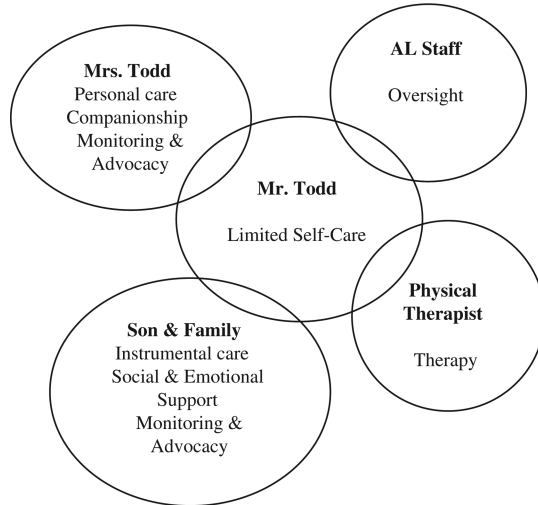 Mrs. Todd
Personal care
Companionship
Monitoring &
Advocacy
AL Staff
Oversight
Mr. Todd
Limited Self-Care
Physical
Therapist
Therapy
Son & Family
Instrumental care
Social & Emotional
Support
Monitoring &
Advocacy